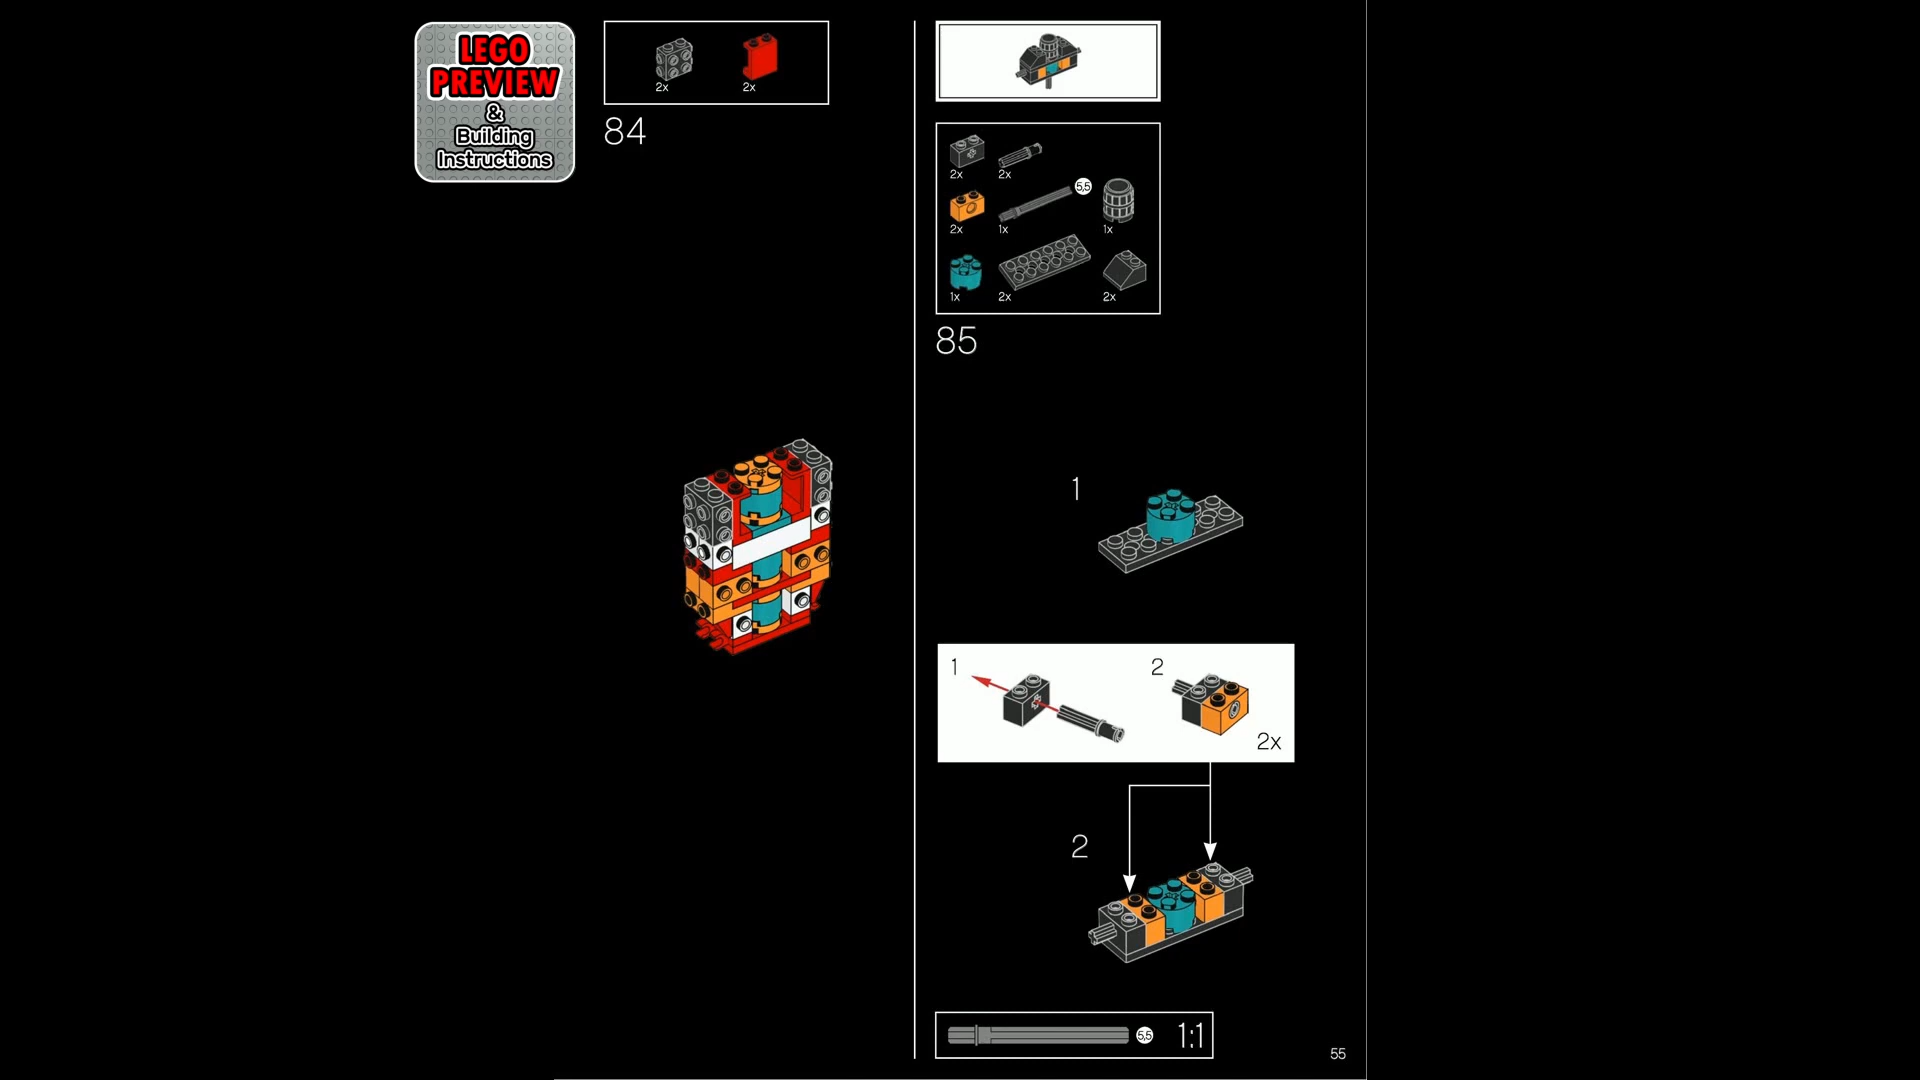 LEGO
PREVIEW
&
Building
Instructions
2x
2x
84
2x
2x
5,5
2x
1x
1x
1x
2x
2x
85
1
1
2
2x
2
5,5
1:1
55